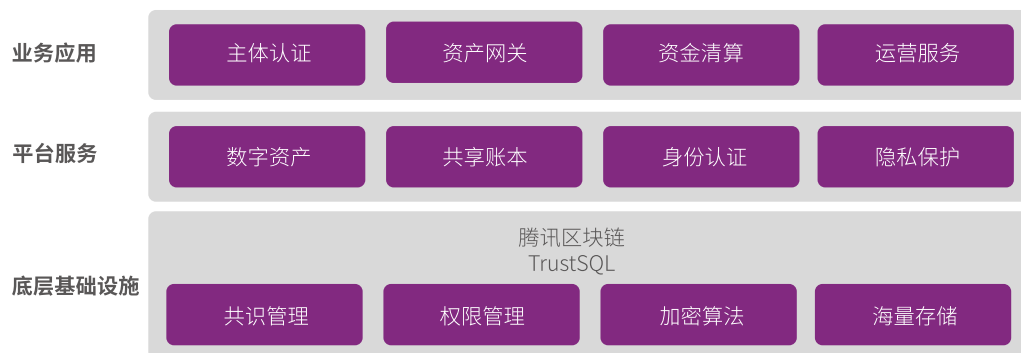 业务应用
主体认证
资产网关
资金清算
运营服务
平台服务
数字资产
共享账本
身份认证
隐私保护
底层基础设施
腾讯区块链
TrustSQL
共识管理
权限管理
加密算法
海量存储